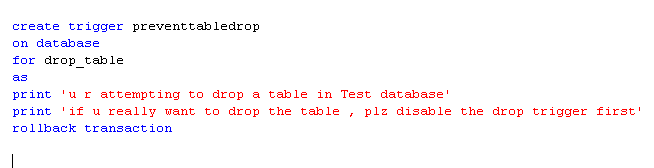 create trigger preventtabledrop
on database
for drop_table
as
print 'u r attempting to drop a table in Test database'
print 'if u really want to drop the table , plz disable the drop trigger first'
rollback transaction